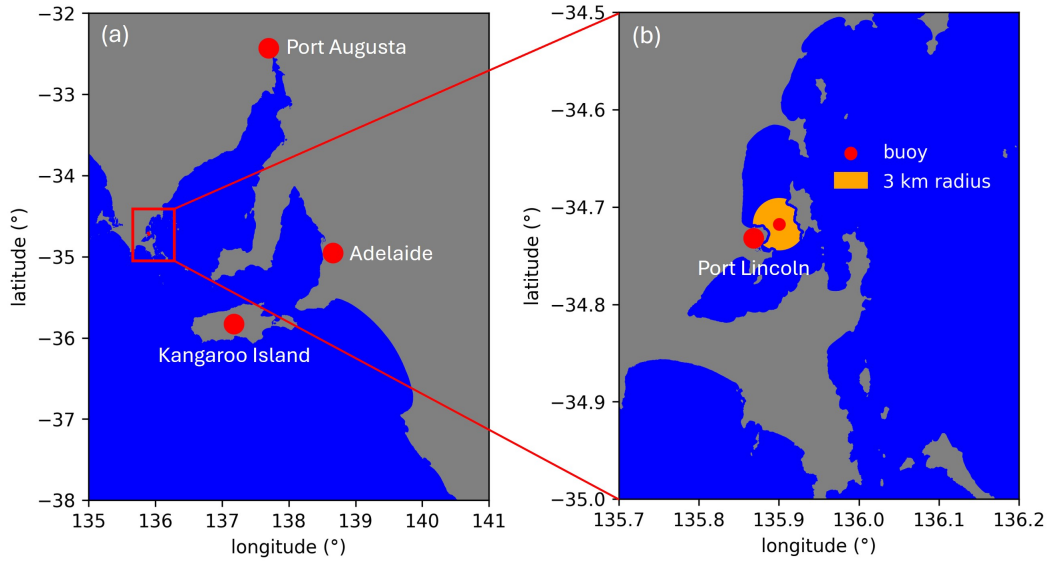 (a)
Port Augusta
Adelaide
Kangaroo Island
−32
−33
−34
−35
−36
−37
−38
latitude (°)
135
136
137
138
139
140
141
longitude (°)
(b)
buoy
3 km radius
Port Lincoln
−34.5
−34.6
−34.7
−34.8
−34.9
−35.0
latitude (°)
135.7
135.8
135.9
136.0
136.1
136.2
longitude (°)